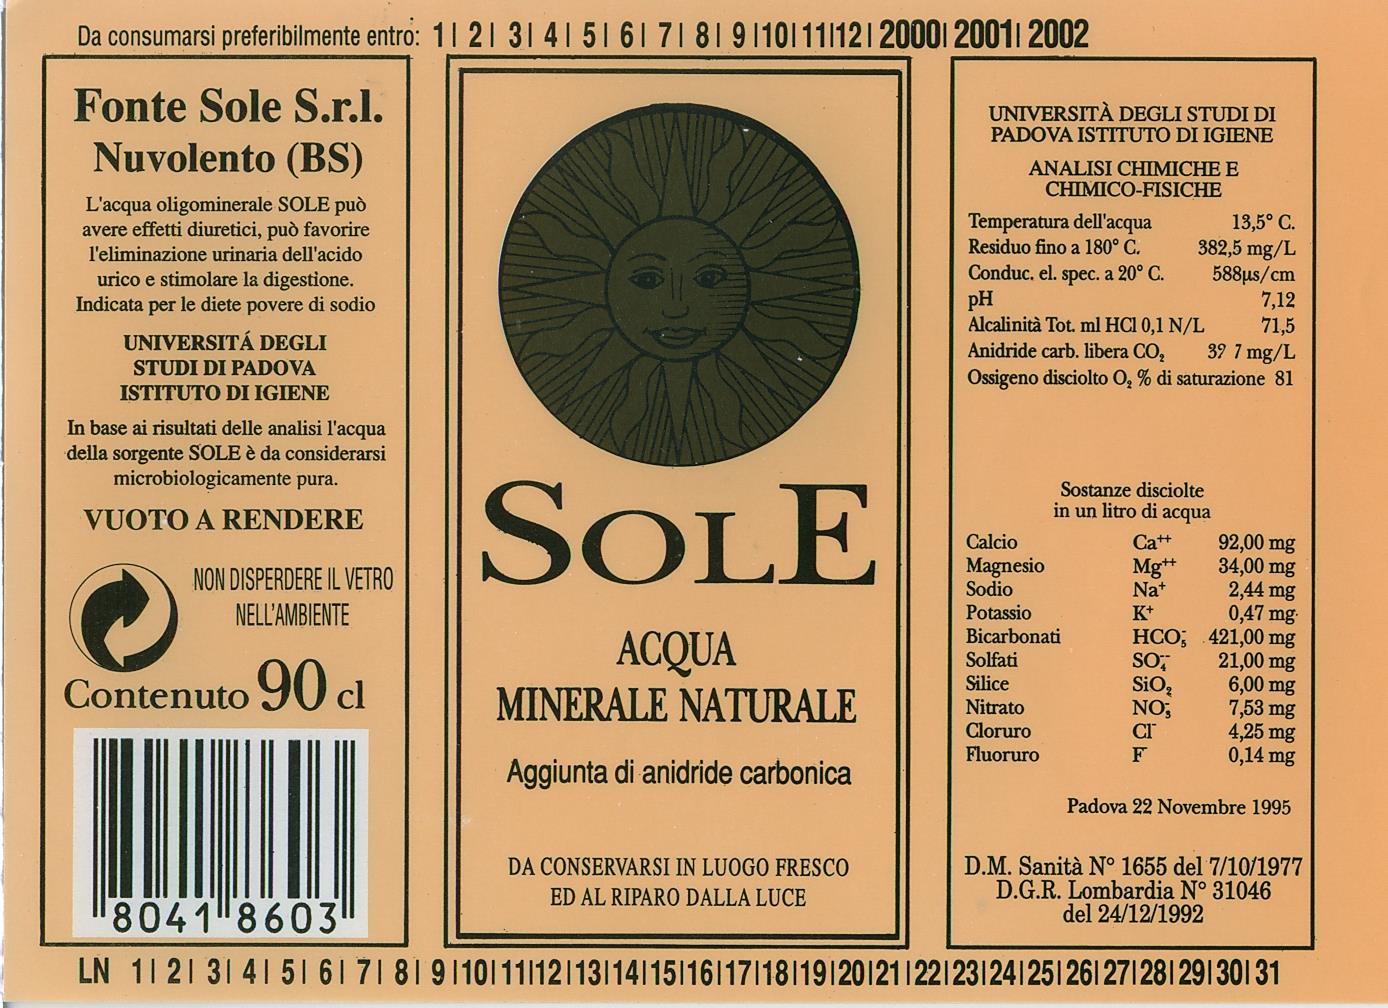 Da consumarsi preferibilmente entro: 1| 2| 3| 4| 5| 6| 7| 8| 9|10|11|12| 2000| 2001| 2002
Fonte Sole S.r.l.
Nuvolento (BS)
L'acqua oligominerale SOLE può
avere effetti diuretici, può favorire
l'eliminazione urinaria dell'acido
urico e stimolare la digestione.
Indicata per le diete povere di sodio
UNIVERSITÁ DEGLI
STUDI DI PADOVA
ISTITUTO DI IGIENE
In base ai risultati delle analisi l'acqua
della sorgente SOLE è da considerarsi
microbiologicamente pura.
VUOTO A RENDERE
NON DISPERDERE IL VETRO
NELL'AMBIENTE
Contenuto 90 cl
8041 8603
SOLE
ACQUA
MINERALE NATURALE
Aggiunta di anidride carbonica
DA CONSERVARSI IN LUOGO FRESCO
ED AL RIPARO DALLA LUCE
UNIVERSITÀ DEGLI STUDI DI
PADOVA ISTITUTO DI IGIENE
ANALISI CHIMICHE E
CHIMICO-FISICHE
Temperatura dell'acqua 13,5° C.
Residuo fino a 180° C. 382,5 mg/L
Conduc. el. spec. a 20° C. 588µs/cm
pH 7,12
Alcalinità Tot. ml HCl 0,1 N/L 71,5
Anidride carb. libera CO₂ 39 7 mg/L
Ossigeno disciolto O₂ % di saturazione 81
Sostanze disciolte
in un litro di acqua
Calcio Ca⁺⁺ 92,00 mg
Magnesio Mg⁺⁺ 34,00 mg
Sodio Na⁺ 2,44 mg
Potassio K⁺ 0,47 mg
Bicarbonati HCO₃⁻ 421,00 mg
Solfati SO₄⁻⁻ 21,00 mg
Silice SiO₂ 6,00 mg
Nitrato NO₃⁻ 7,53 mg
Cloruro Cl⁻ 4,25 mg
Fluoruro F⁻ 0,14 mg
Padova 22 Novembre 1995
D.M. Sanità N° 1655 del 7/10/1977
D.G.R. Lombardia N° 31046
del 24/12/1992
LN 1| 2| 3| 4| 5| 6| 7| 8| 9|10|11|12|13|14|15|16|17|18|19|20|21|22|23|24|25|26|27|28|29|30|31